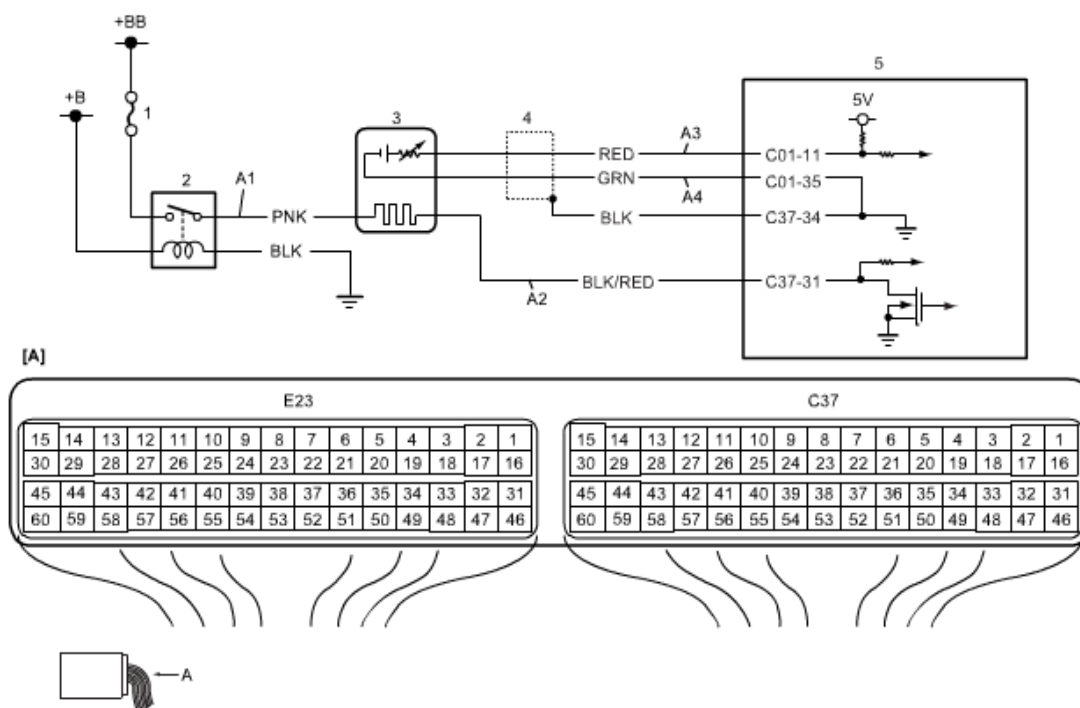 +BB
+B
1
2
A1
PNK
BLK
3
4
RED
GRN
BLK
A3
A4
A2
BLK/RED
5
5V
C01-11
C01-35
C37-34
C37-31
[A]
E23
C37
15 14 13 12 11 10 9 8 7 6 5 4 3 2 1
30 29 28 27 26 25 24 23 22 21 20 19 18 17 16
45 44 43 42 41 40 39 38 37 36 35 34 33 32 31
60 59 58 57 56 55 54 53 52 51 50 49 48 47 46
15 14 13 12 11 10 9 8 7 6 5 4 3 2 1
30 29 28 27 26 25 24 23 22 21 20 19 18 17 16
45 44 43 42 41 40 39 38 37 36 35 34 33 32 31
60 59 58 57 56 55 54 53 52 51 50 49 48 47 46
A